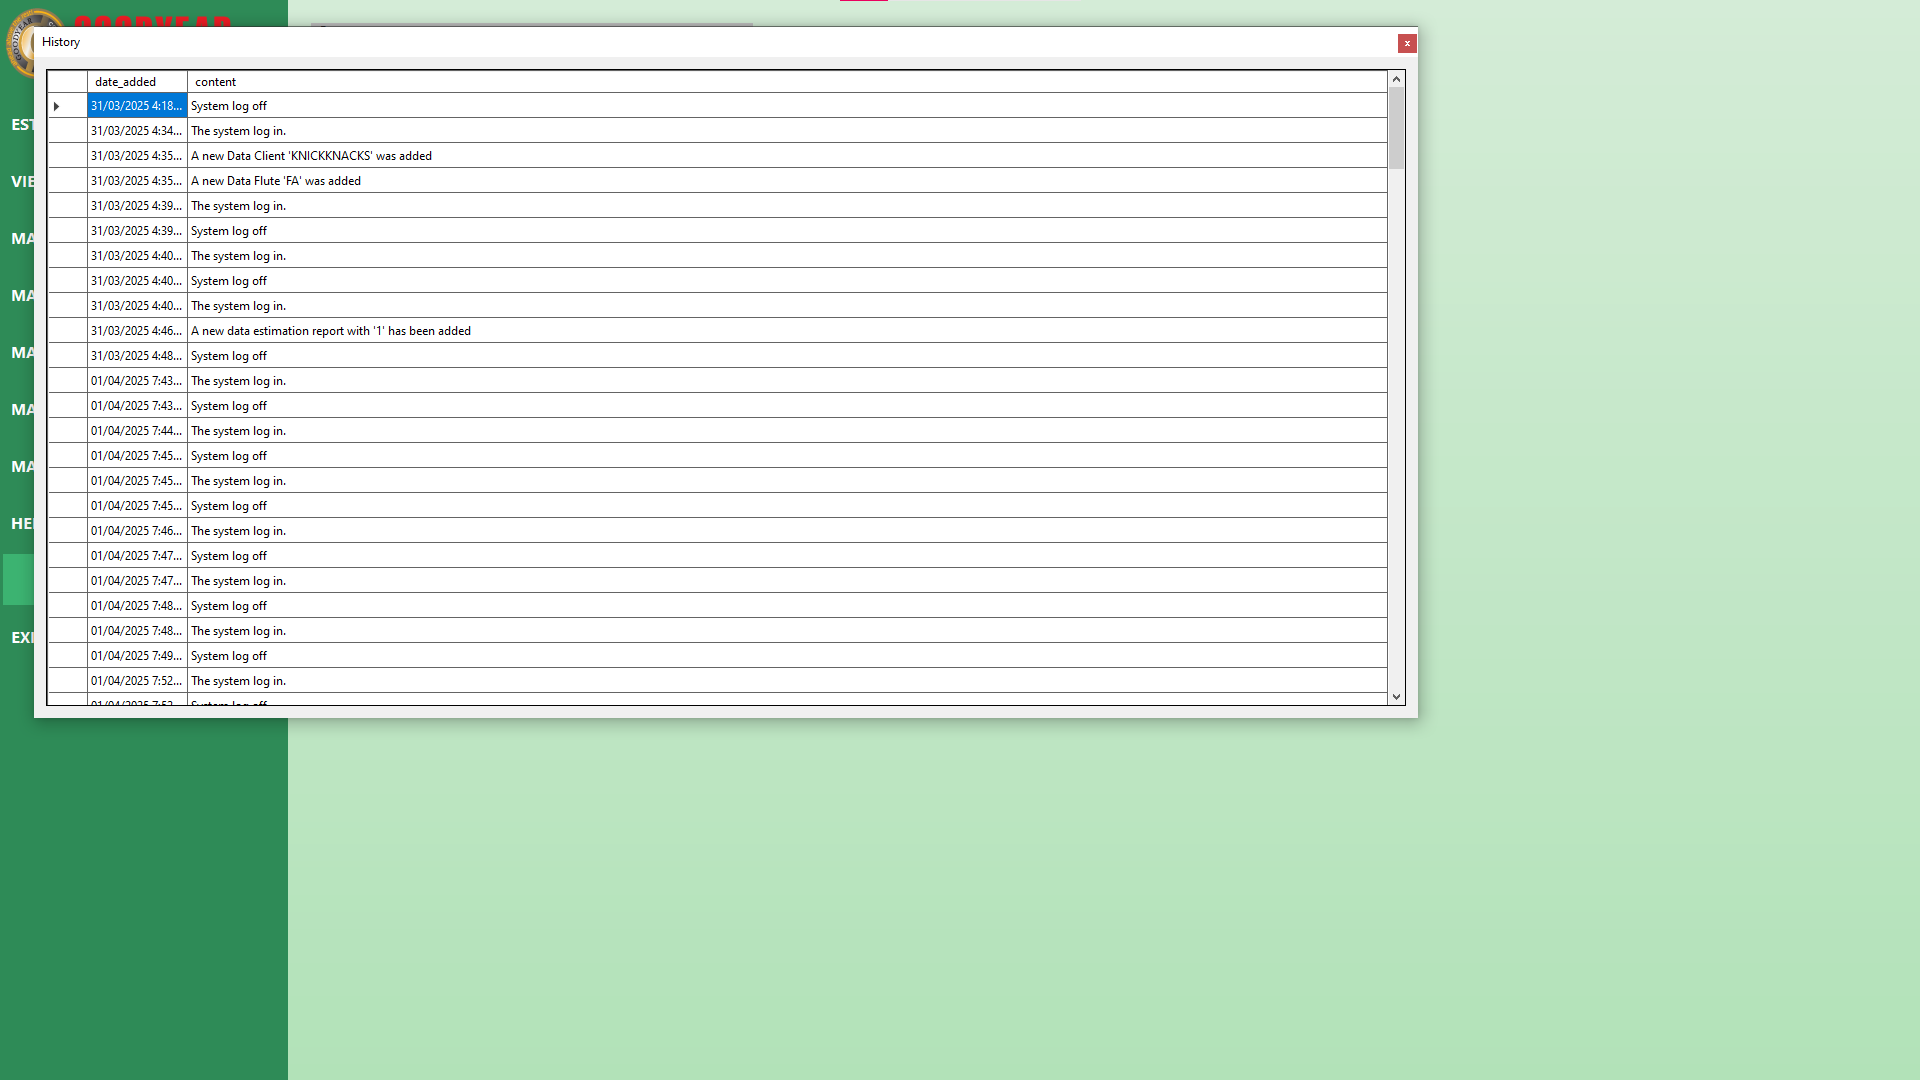 GOODYEAR
History
date_added content
31/03/2025 4:18... System log off
31/03/2025 4:34... The system log in.
31/03/2025 4:35... A new Data Client 'KNICKKNACKS' was added
31/03/2025 4:35... A new Data Flute 'FA' was added
31/03/2025 4:39... The system log in.
31/03/2025 4:39... System log off
31/03/2025 4:40... The system log in.
31/03/2025 4:40... System log off
31/03/2025 4:40... The system log in.
31/03/2025 4:46... A new data estimation report with '1' has been added
31/03/2025 4:48... System log off
01/04/2025 7:43... The system log in.
01/04/2025 7:43... System log off
01/04/2025 7:44... The system log in.
01/04/2025 7:45... System log off
01/04/2025 7:45... The system log in.
01/04/2025 7:45... System log off
01/04/2025 7:46... The system log in.
01/04/2025 7:47... System log off
01/04/2025 7:47... The system log in.
01/04/2025 7:48... System log off
01/04/2025 7:48... The system log in.
01/04/2025 7:49... System log off
01/04/2025 7:52... The system log in.
System log off
EST
VIE
MA
MA
MA
MA
MA
HE
EXI